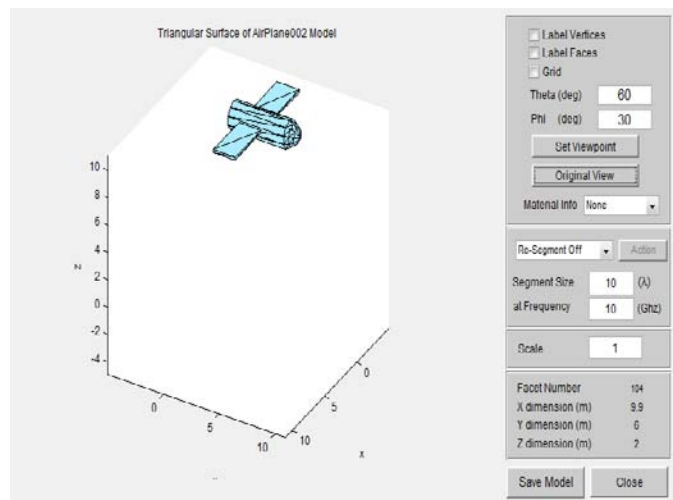 Triangular Surface of AirPlane002 Model
10
8
6
4
2
0
-2
-4
z
0
5
10
10
5
0
x
Label Vertices
Label Faces
Grid
Theta (deg) 60
Phi (deg) 30
Set Viewpoint
Original View
Material Info None
Re-Segment Off Action
Segment Size 10 (λ)
at Frequency 10 (Ghz)
Scale 1
Facet Number 104
X dimension (m) 9.9
Y dimension (m) 6
Z dimension (m) 2
Save Model Close